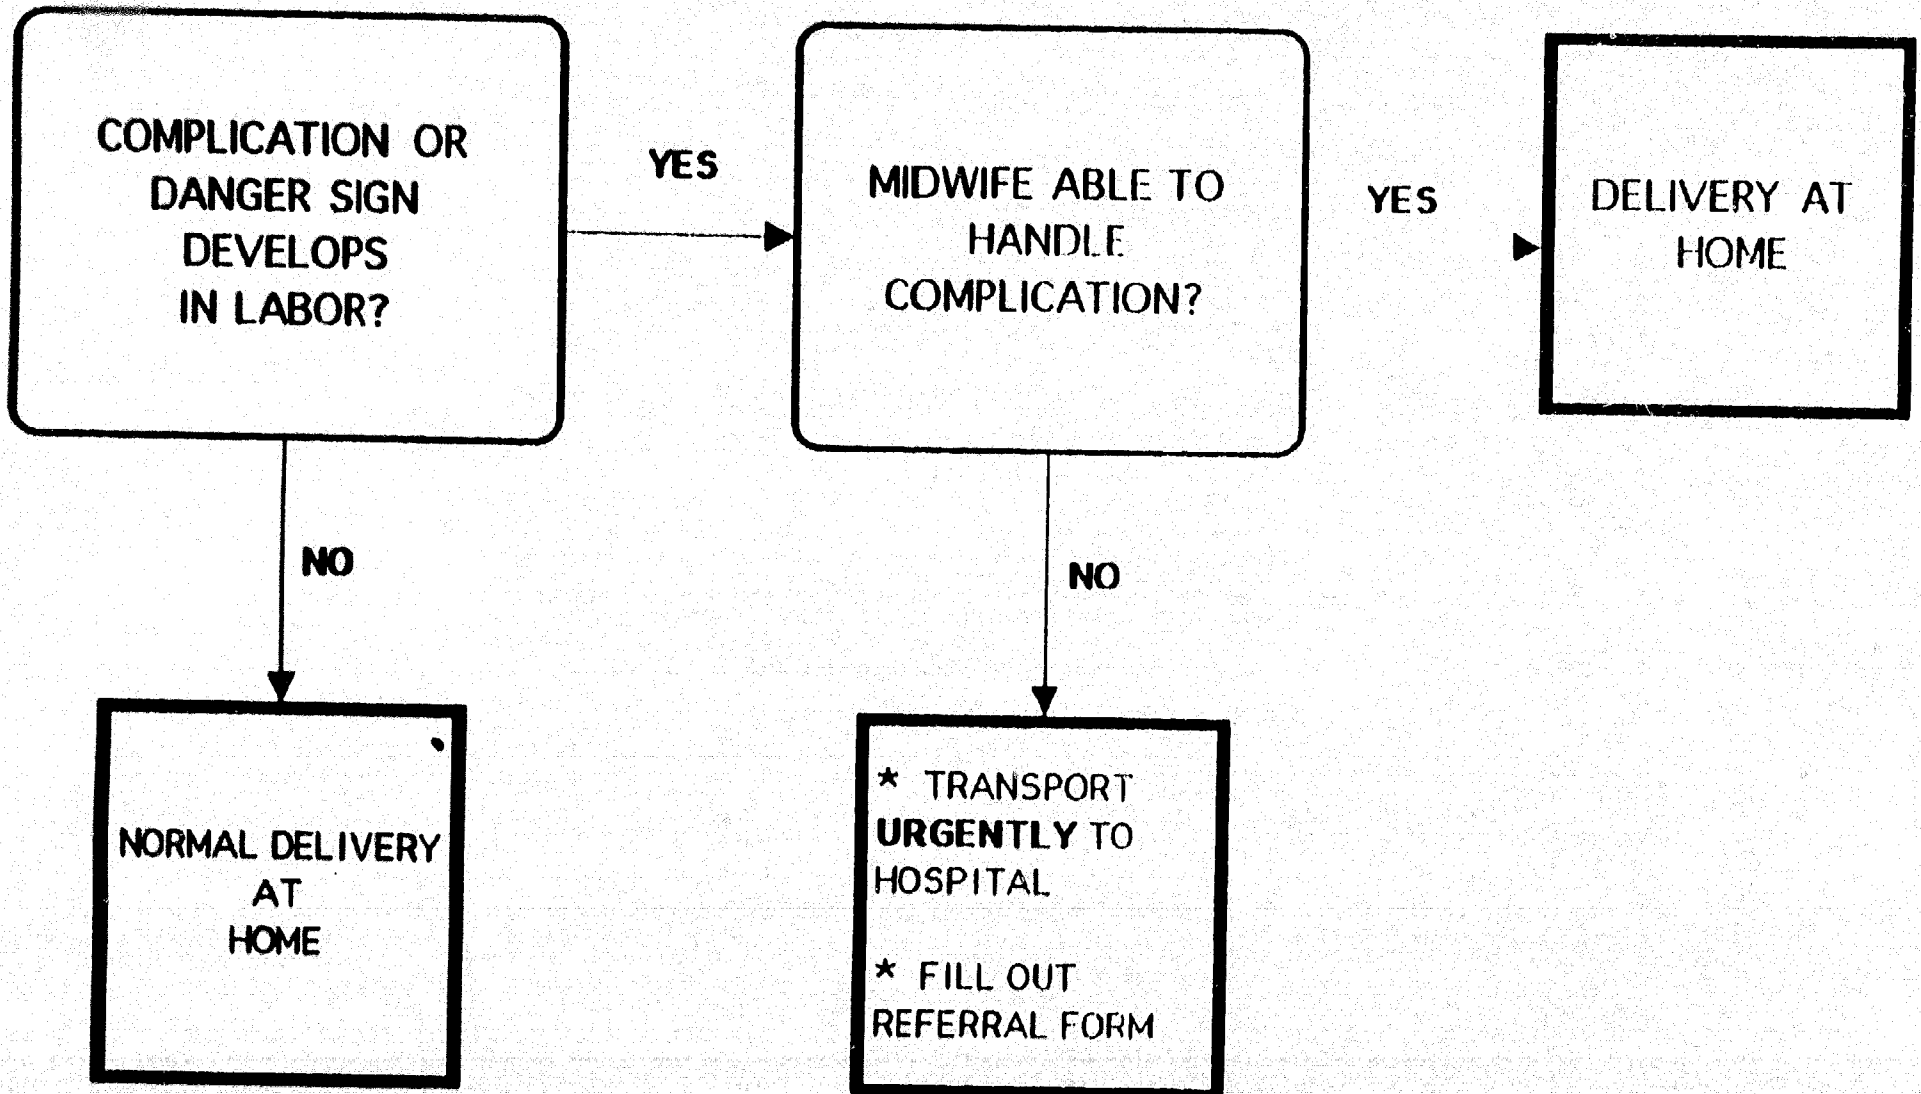 COMPLICATION OR
DANGER SIGN
DEVELOPS
IN LABOR?
YES
MIDWIFE ABLE TO
HANDLE
COMPLICATION?
YES
DELIVERY AT
HOME
NO
NO
NORMAL DELIVERY
AT
HOME
* TRANSPORT
URGENTLY TO
HOSPITAL
* FILL OUT
REFERRAL FORM